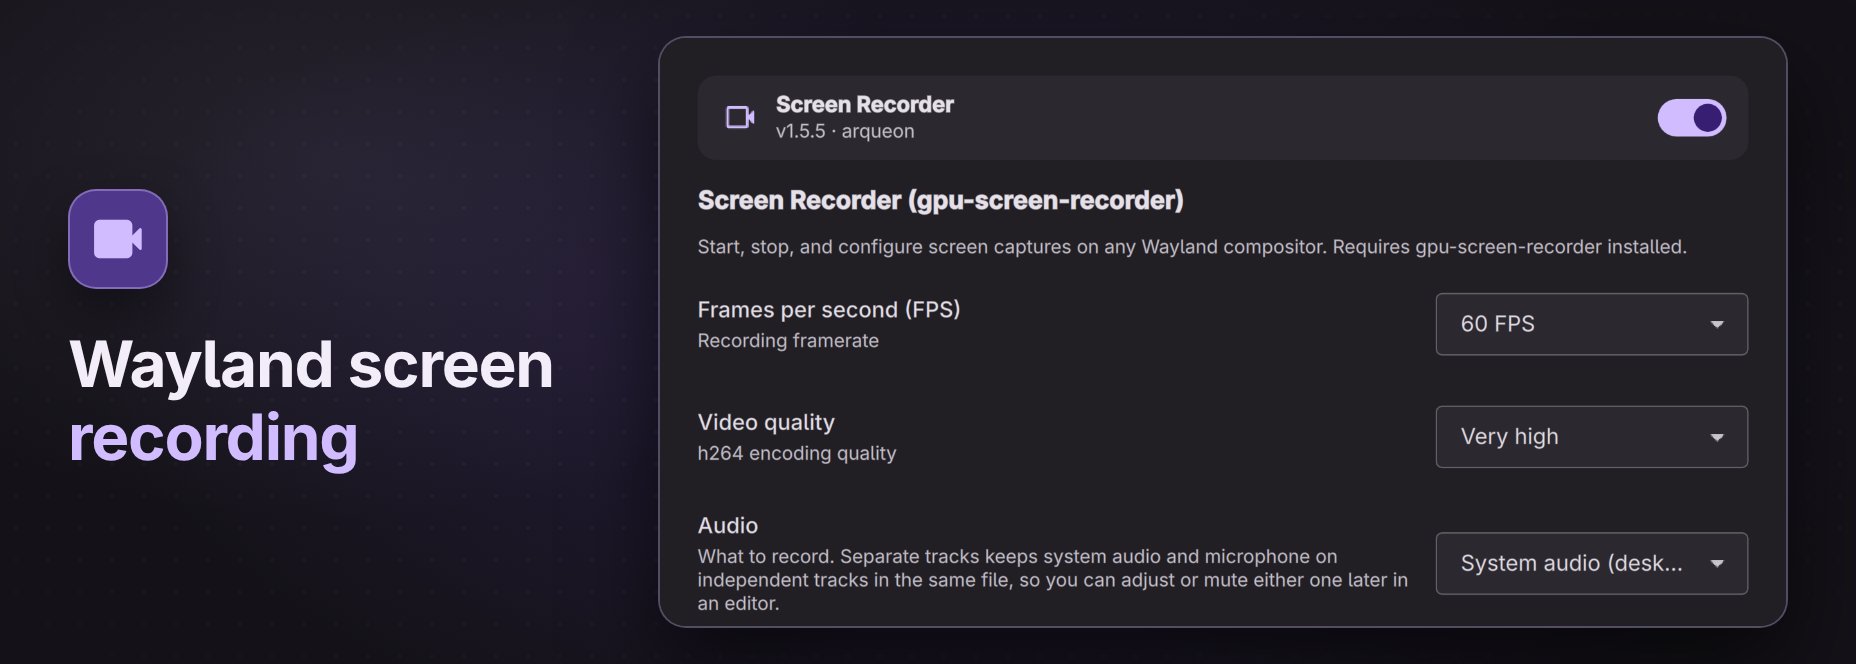 Wayland screen
recording
Screen Recorder
v1.5.5 · arqueon
Screen Recorder (gpu-screen-recorder)
Start, stop, and configure screen captures on any Wayland compositor. Requires gpu-screen-recorder installed.
Frames per second (FPS)
Recording framerate
60 FPS
Video quality
h264 encoding quality
Very high
Audio
What to record. Separate tracks keeps system audio and microphone on
independent tracks in the same file, so you can adjust or mute either one later in
an editor.
System audio (desk...